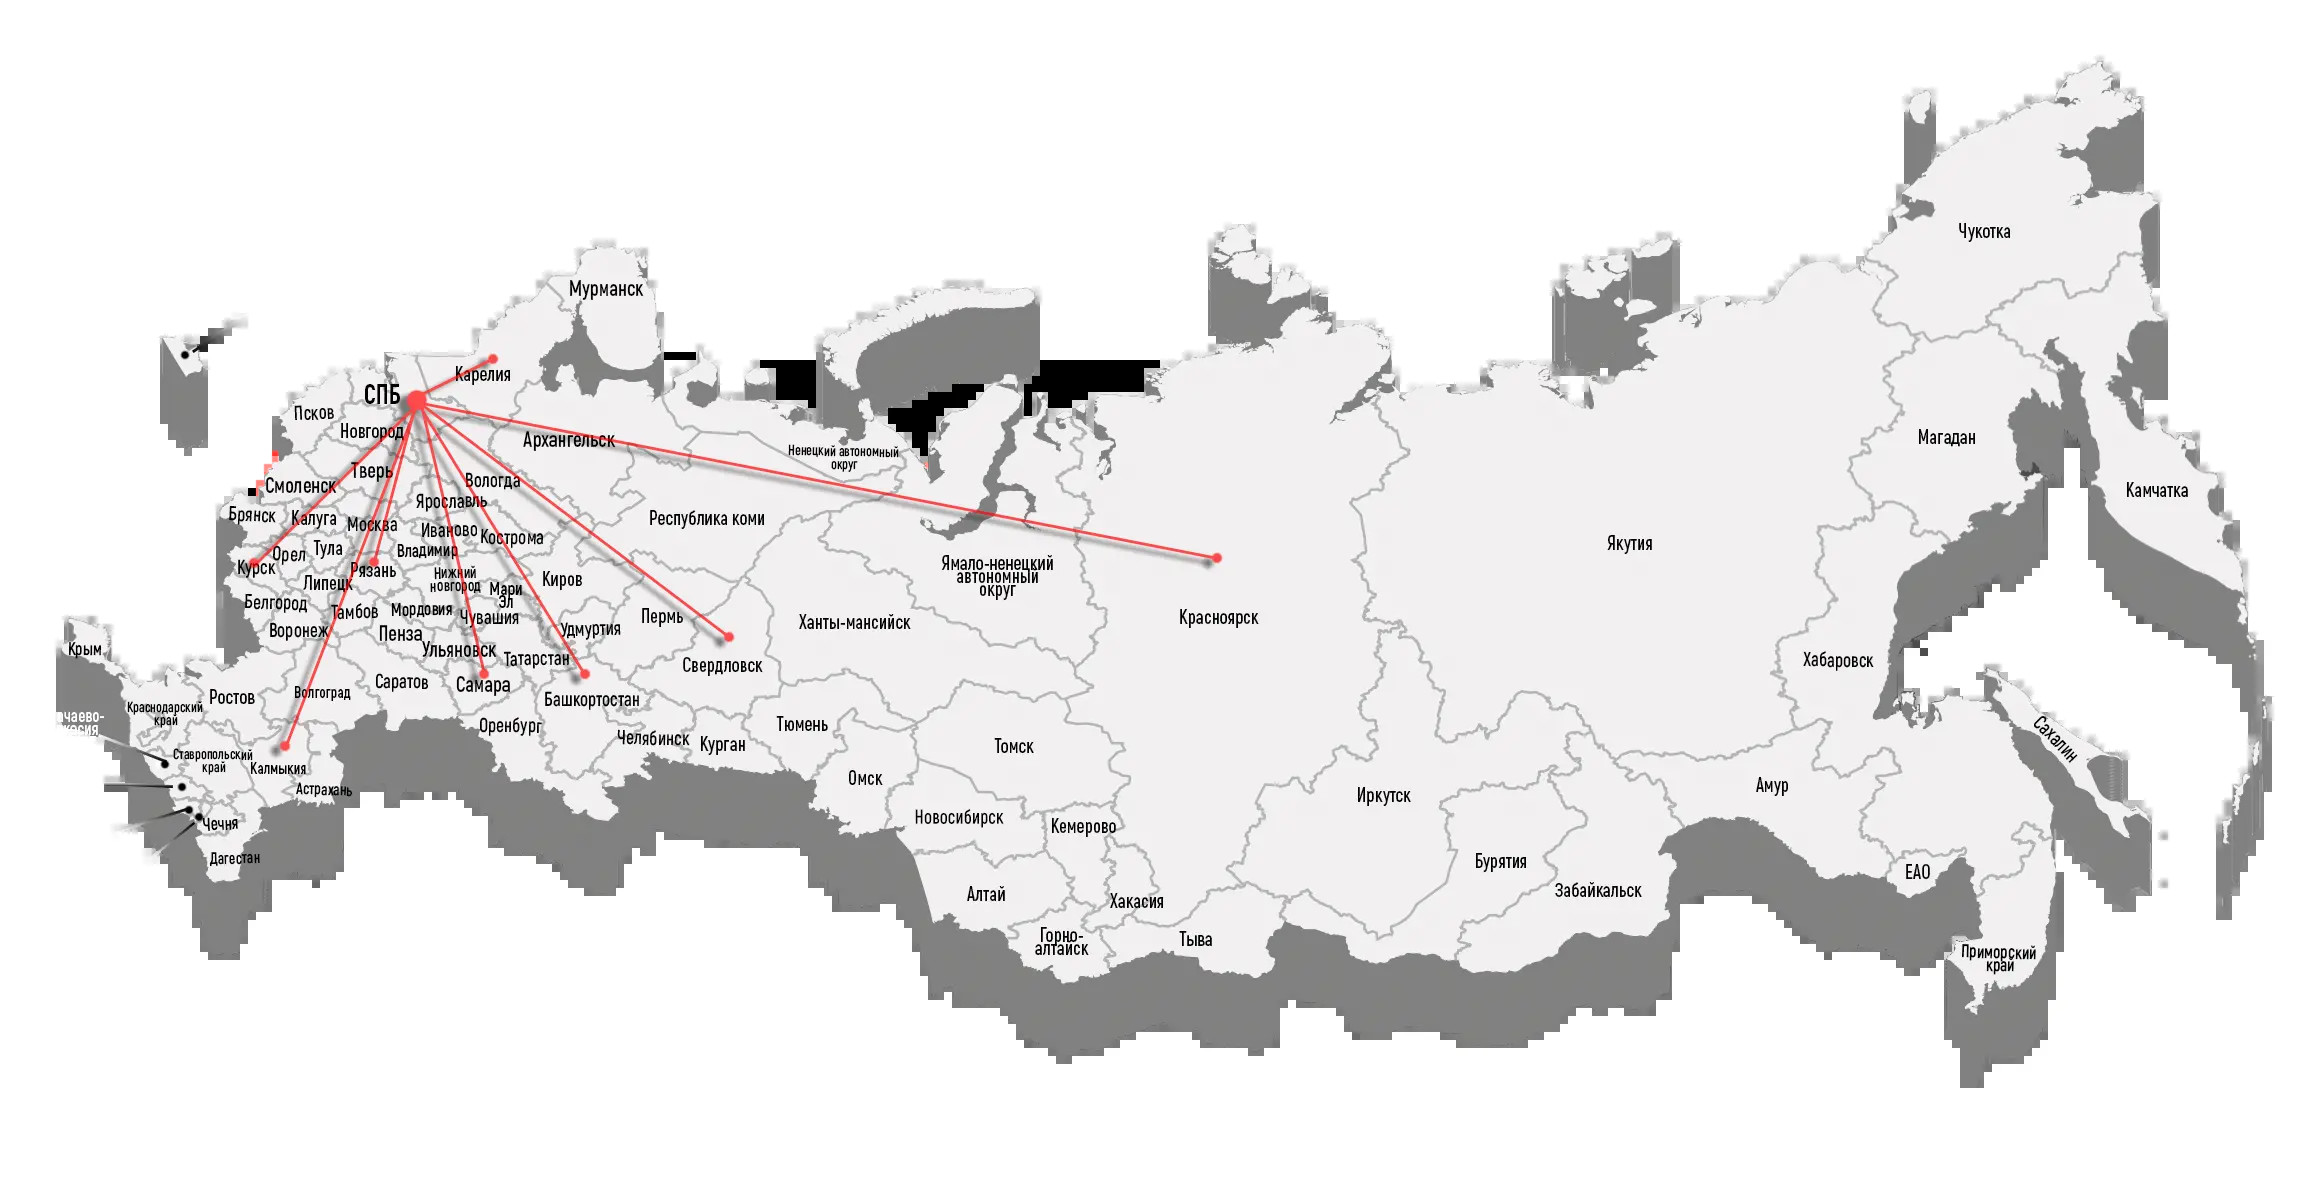 Чукотка
Мурманск
Карелия
СПБ
Псков
Новгород
Архангельск
Ненецкий автономный
округ
Магадан
Тверь
Вологда
Смоленск
Ярославль
Камчатка
Брянск
Калуга
Москва
Республика коми
Иваново
Кострома
Якутия
Орел
Тула
Владимир
Курск
Рязань
Ямало-ненецкий
автономный
округ
Липецк
Нижний
новгород
Киров
Мари
Эл
Белгород
Тамбов
Мордовия
Чувашия
Пермь
Красноярск
Воронеж
Пенза
Удмуртия
Ханты-мансийск
Крым
Ульяновск
Татарстан
Свердловск
Хабаровск
Саратов
Самара
Волгоград
Ростов
Башкортостан
Краснодарский
край
чаево-
Оренбург
Тюмень
Челябинск
Курган
Томск
Сахалин
Ставропольский
край
Калмыкия
Омск
Астрахань
Амур
Иркутск
Новосибирск
Кемерово
Чечня
Дагестан
Бурятия
ЕАО
Алтай
Хакасия
Забайкальск
Горно-
алтайск
Тыва
Приморский
край